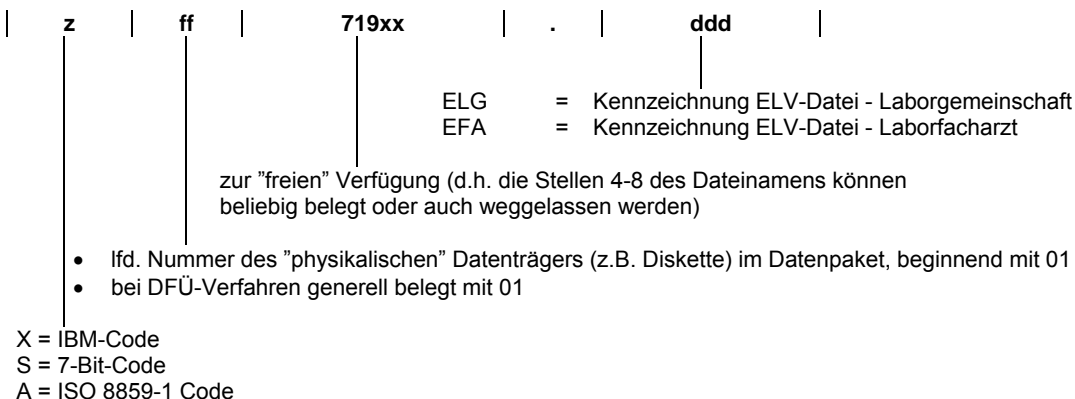 z ff 719xx . ddd
ELG = Kennzeichnung ELV-Datei - Laborgemeinschaft
EFA = Kennzeichnung ELV-Datei - Laborfacharzt
zur ”freien” Verfügung (d.h. die Stellen 4-8 des Dateinamens können
beliebig belegt oder auch weggelassen werden)
• lfd. Nummer des ”physikalischen” Datenträgers (z.B. Diskette) im Datenpaket, beginnend mit 01
• bei DFÜ-Verfahren generell belegt mit 01
X = IBM-Code
S = 7-Bit-Code
A = ISO 8859-1 Code